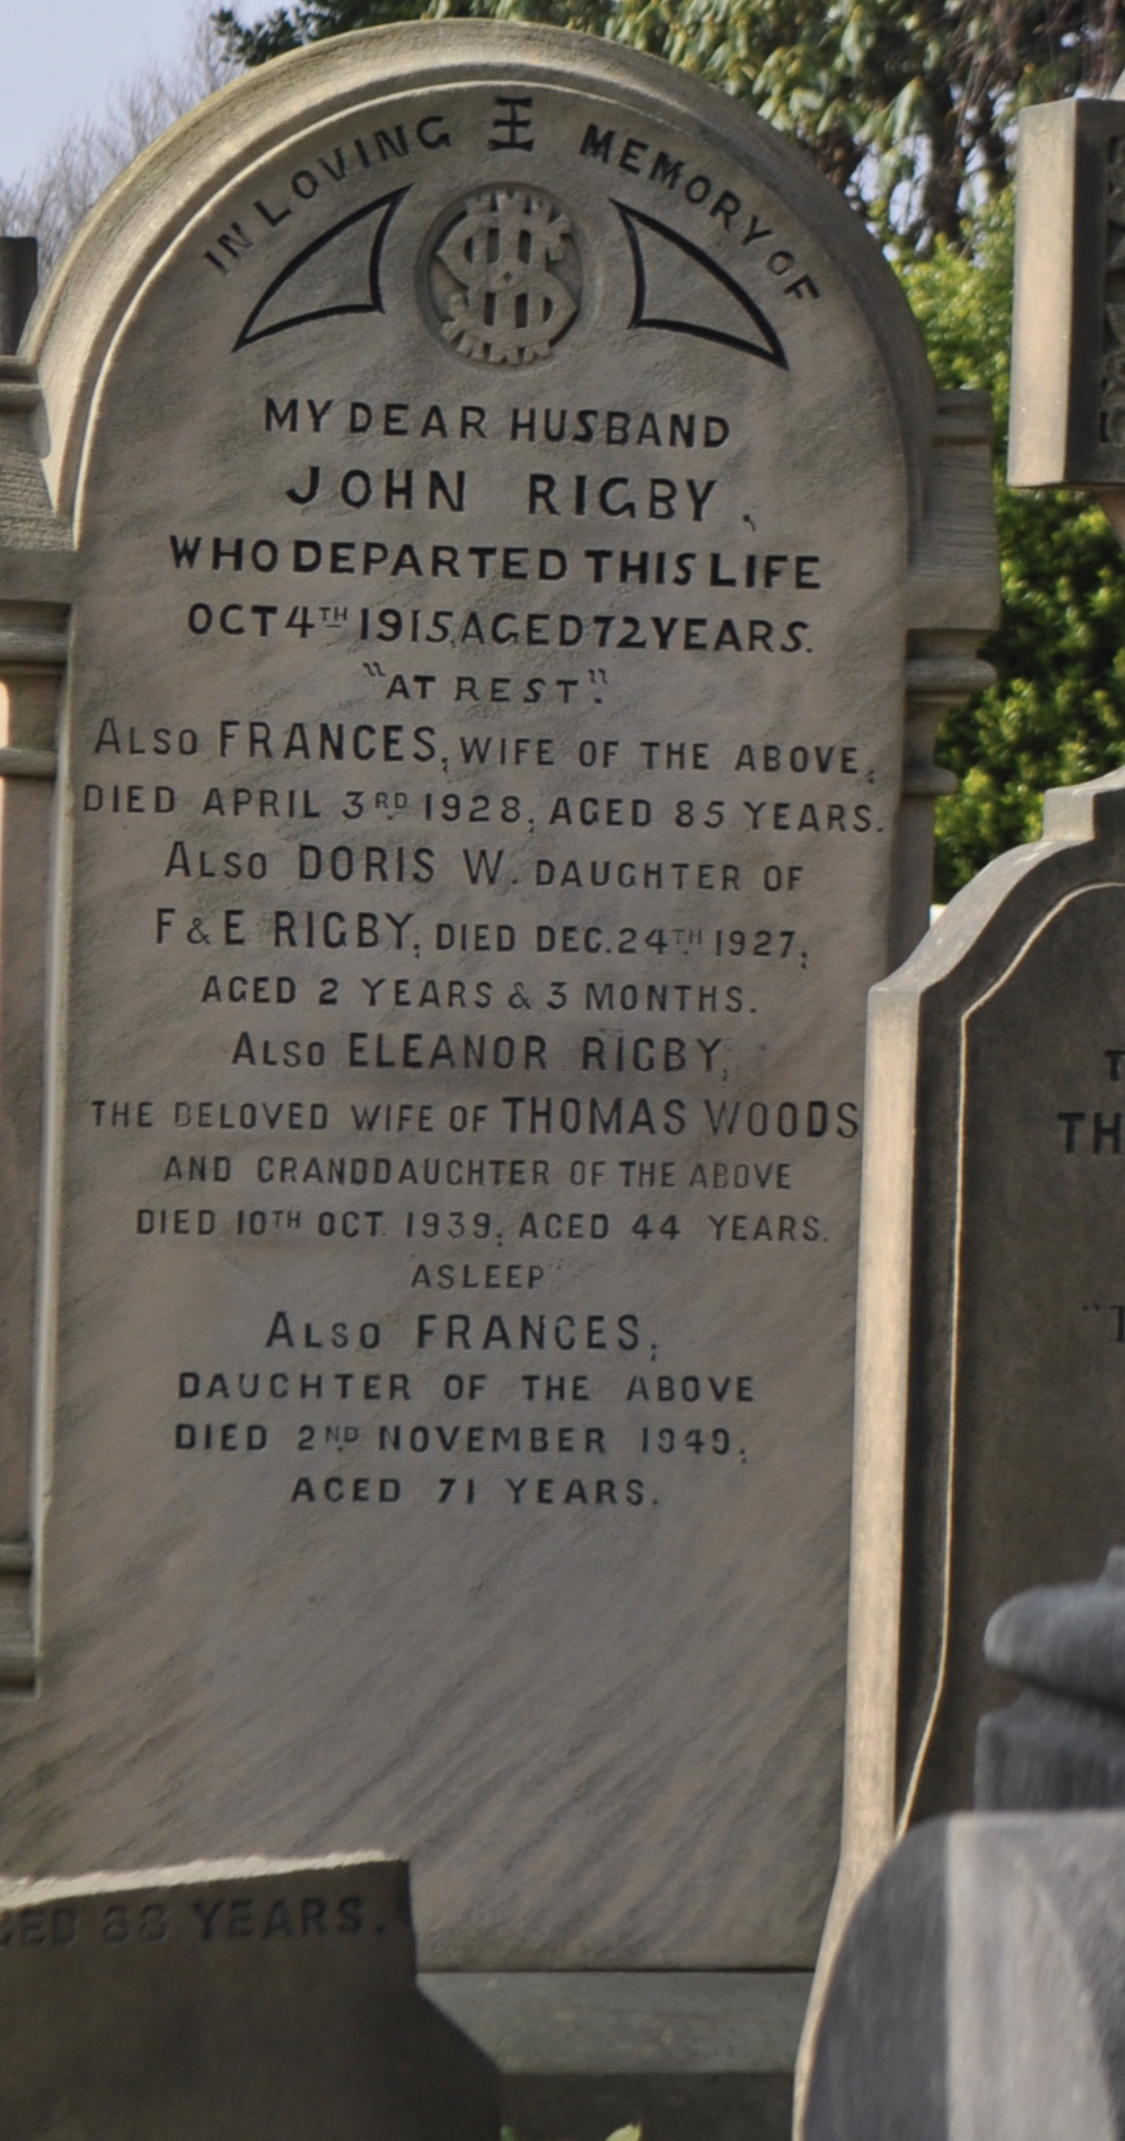 IN LOVING MEMORY OF
IHS
MY DEAR HUSBAND
JOHN RIGBY,
WHO DEPARTED THIS LIFE
OCT 4TH 1915, AGED 72 YEARS.
"AT REST".
ALSO FRANCES, WIFE OF THE ABOVE,
DIED APRIL 3RD 1928, AGED 85 YEARS.
ALSO DORIS W. DAUGHTER OF
F & E RIGBY, DIED DEC. 24TH 1927,
AGED 2 YEARS & 3 MONTHS.
ALSO ELEANOR RIGBY,
THE BELOVED WIFE OF THOMAS WOODS
AND GRANDDAUGHTER OF THE ABOVE
DIED 10TH OCT. 1939, AGED 44 YEARS.
ASLEEP
ALSO FRANCES,
DAUGHTER OF THE ABOVE
DIED 2ND NOVEMBER 1949,
AGED 71 YEARS.
88 YEARS.